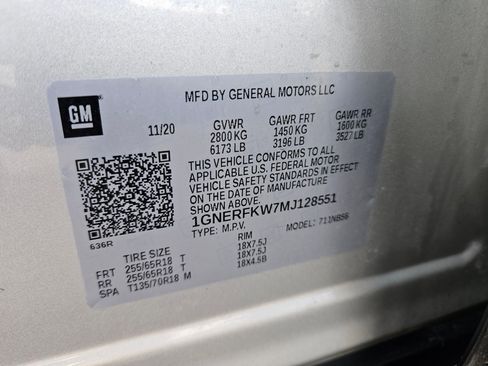 GM
MFD BY GENERAL MOTORS LLC
11/20 GVWR GAWR FRT GAWR RR
2800 KG 1450 KG 1600 KG
6173 LB 3196 LB 3527 LB
THIS VEHICLE CONFORMS TO ALL
APPLICABLE U.S. FEDERAL MOTOR
VEHICLE SAFETY STANDARDS IN EFFECT
ON THE DATE OF MANUFACTURE
SHOWN ABOVE.
1GNERFKW7MJ128551
TYPE: M.P.V. MODEL: 711NB56
636R
TIRE SIZE RIM
FRT 255/65R18 T 18X7.5J
RR 255/65R18 T 18X7.5J
SPA T135/70R18 M 18X4.5B